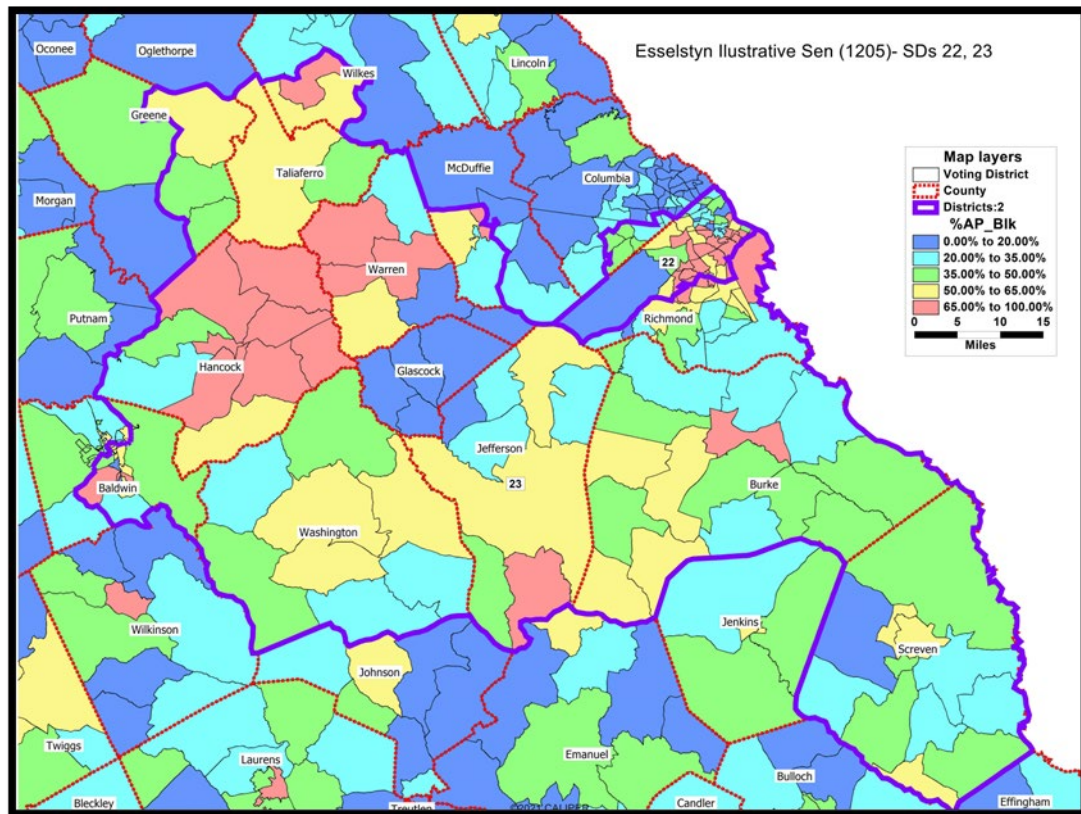 Esselstyn Ilustrative Sen (1205)- SDs 22, 23
Oconee
Oglethorpe
Wilkes
Lincoln
Greene
Taliaferro
McDuffie
Columbia
Morgan
Warren
22
Richmond
Putnam
Hancock
Glascock
Jefferson
23
Baldwin
Burke
Washington
Wilkinson
Jenkins
Screven
Johnson
Twiggs
Laurens
Emanuel
Bulloch
Bleckley
Treutlen
Candler
Effingham
©2021 CALIPER
Map layers
Voting District
County
Districts:2
%AP_Blk
0.00% to 20.00%
20.00% to 35.00%
35.00% to 50.00%
50.00% to 65.00%
65.00% to 100.00%
0 5 10 15
Miles